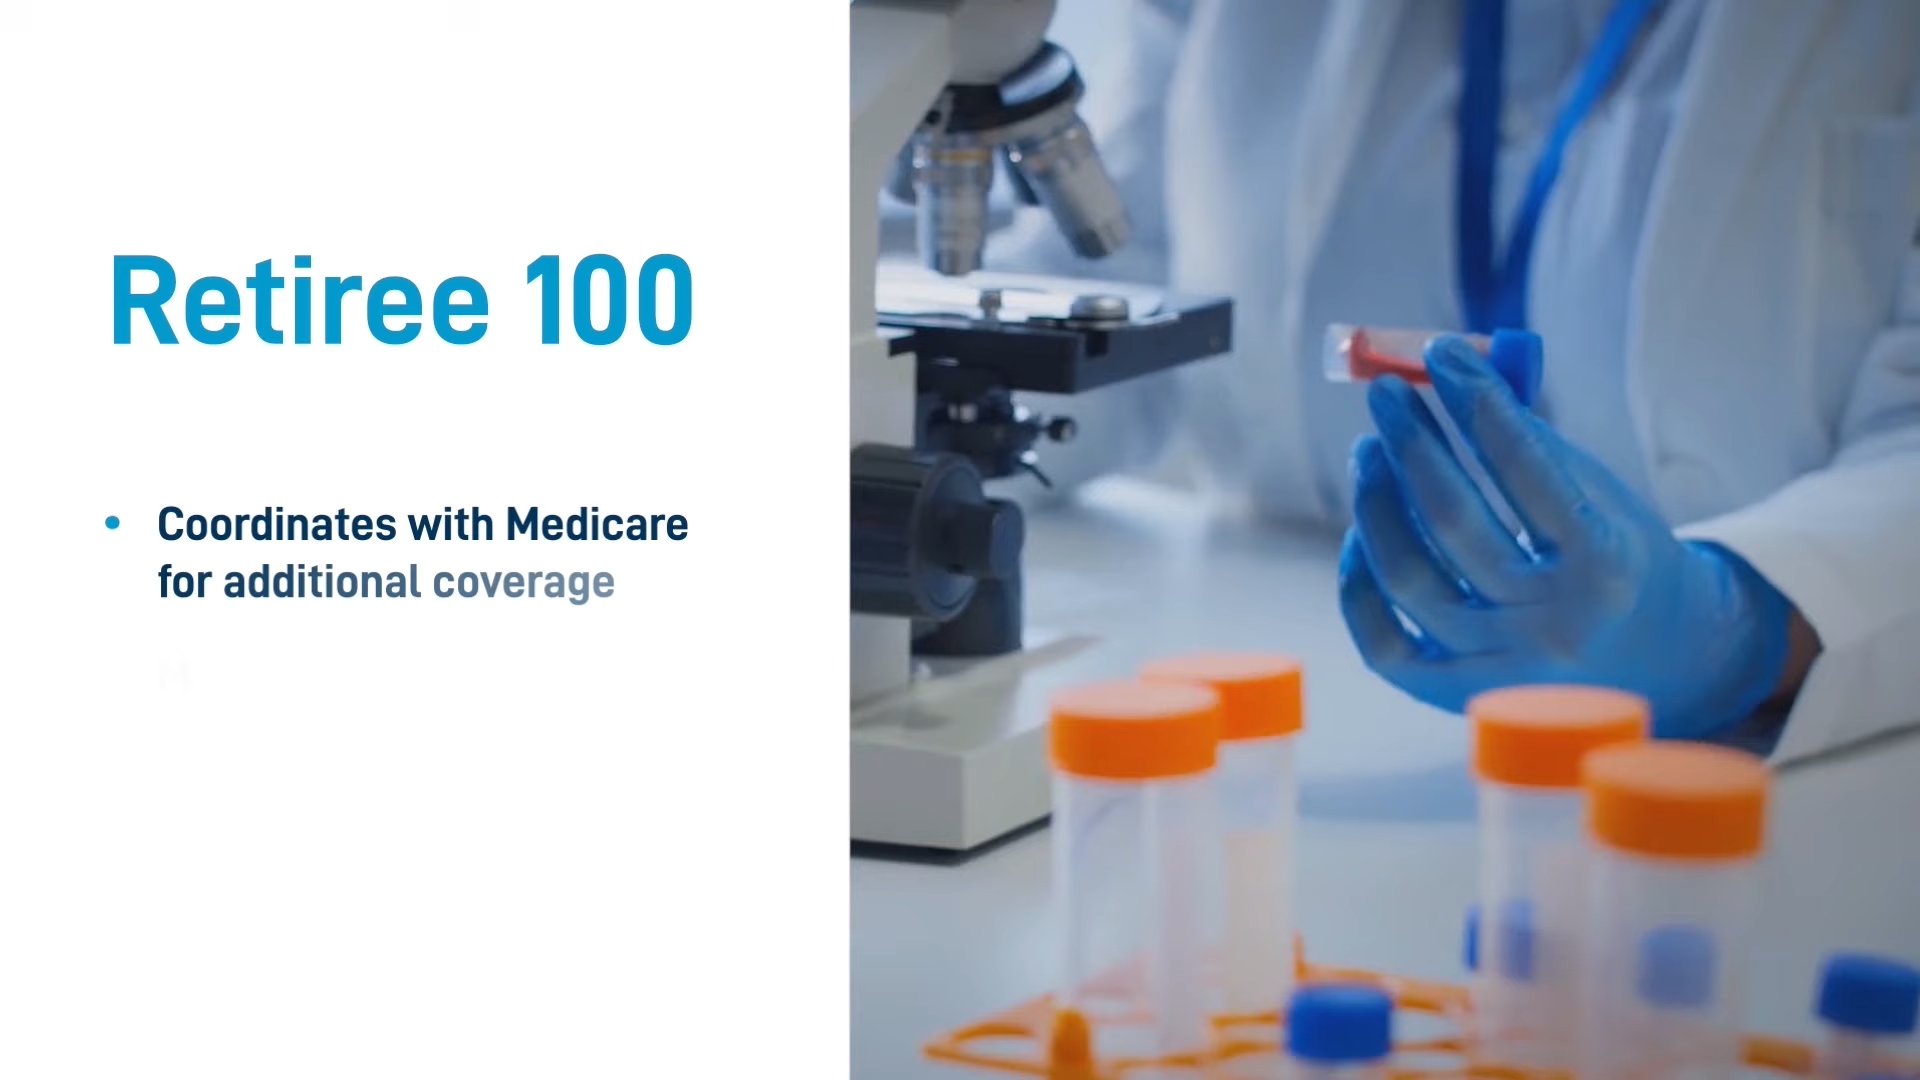 Retiree 100
• Coordinates with Medicare
for additional coverage